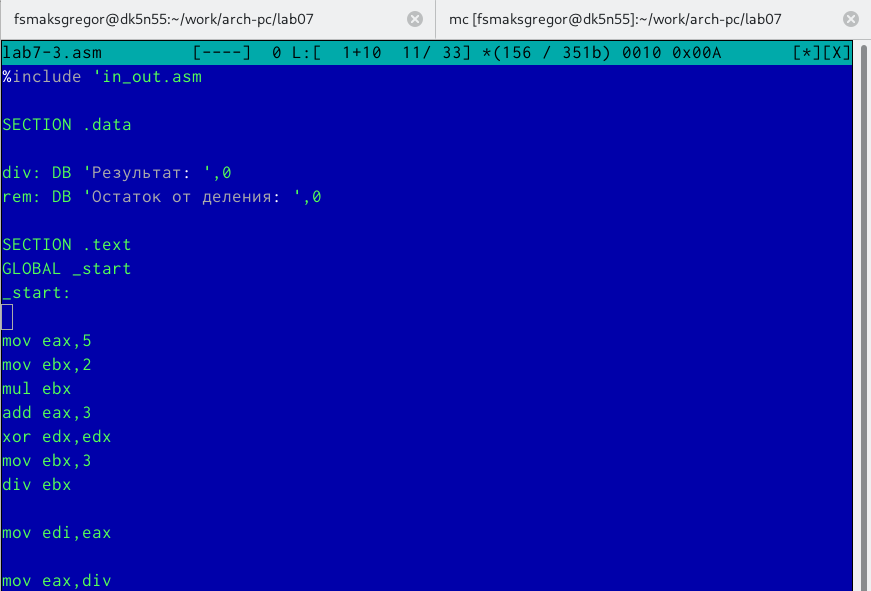 fsmaksgregor@dk5n55:~/work/arch-pc/lab07
mc [fsmaksgregor@dk5n55]:~/work/arch-pc/lab07
lab7-3.asm [----] 0 L:[ 1+10 11/ 33] *(156 / 351b) 0010 0x00A [*][X]
%include 'in_out.asm
SECTION .data
div: DB 'Результат: ',0
rem: DB 'Остаток от деления: ',0
SECTION .text
GLOBAL _start
_start:
mov eax,5
mov ebx,2
mul ebx
add eax,3
xor edx,edx
mov ebx,3
div ebx
mov edi,eax
mov eax,div